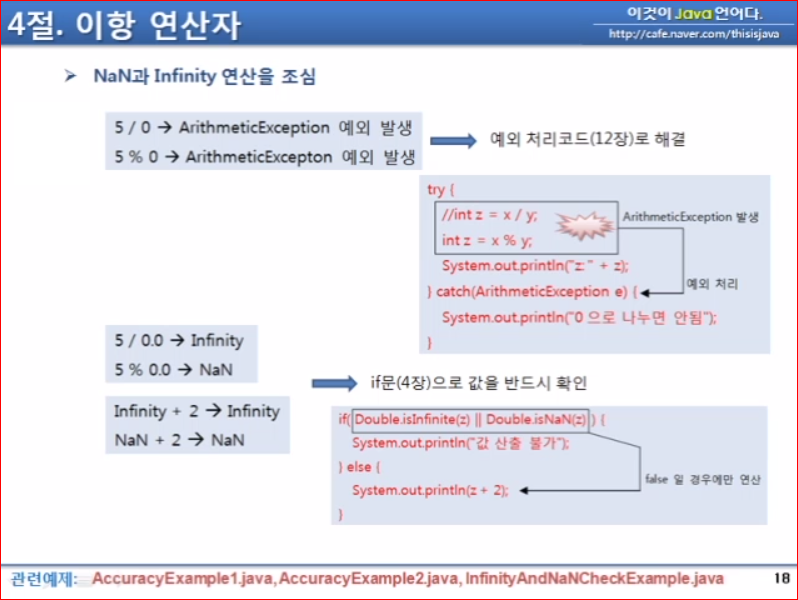 4절. 이항 연산자
이것이 Java 언어다.
http://cafe.naver.com/thisisjava
➢ NaN과 Infinity 연산을 조심
5 / 0 → ArithmeticException 예외 발생
5 % 0 → ArithmeticExcepton 예외 발생
예외 처리코드(12장)로 해결
try {
//int z = x / y;
int z = x % y;
ArithmeticException 발생
System.out.println("z: " + z);
} catch(ArithmeticException e) {
예외 처리
System.out.println("0 으로 나누면 안됨");
}
5 / 0.0 → Infinity
5 % 0.0 → NaN
Infinity + 2 → Infinity
NaN + 2 → NaN
if문(4장)으로 값을 반드시 확인
if( Double.isInfinite(z) || Double.isNaN(z) ) {
System.out.println("값 산출 불가");
} else {
System.out.println(z + 2);
false 일 경우에만 연산
}
관련예제: AccuracyExample1.java, AccuracyExample2.java, InfinityAndNaNCheckExample.java
18